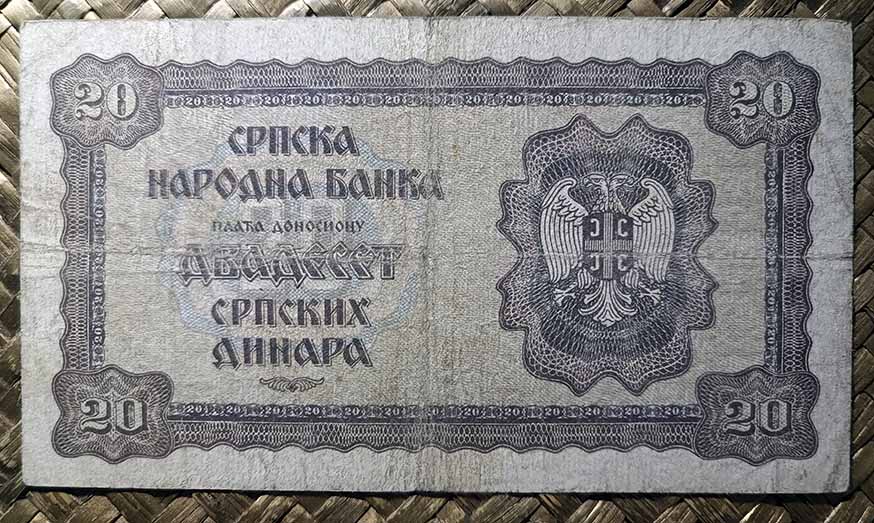 20 20
СРПСКА
НАРОДНА БАНКА
ПЛАЋА ДОНОСИОЦУ
ДВАДЕСЕТ
СРПСКИХ
ДИНАРА
С С
С С
20 20